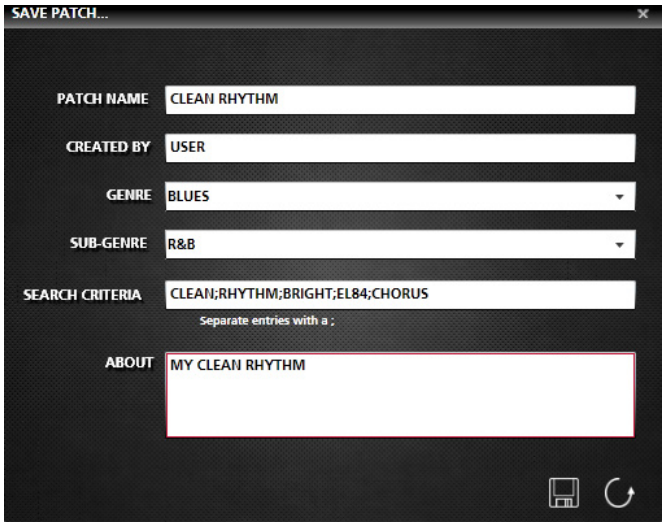 SAVE PATCH...
PATCH NAME CLEAN RHYTHM
CREATED BY USER
GENRE BLUES
SUB-GENRE R&B
SEARCH CRITERIA CLEAN;RHYTHM;BRIGHT;EL84;CHORUS
Separate entries with a ;
ABOUT MY CLEAN RHYTHM